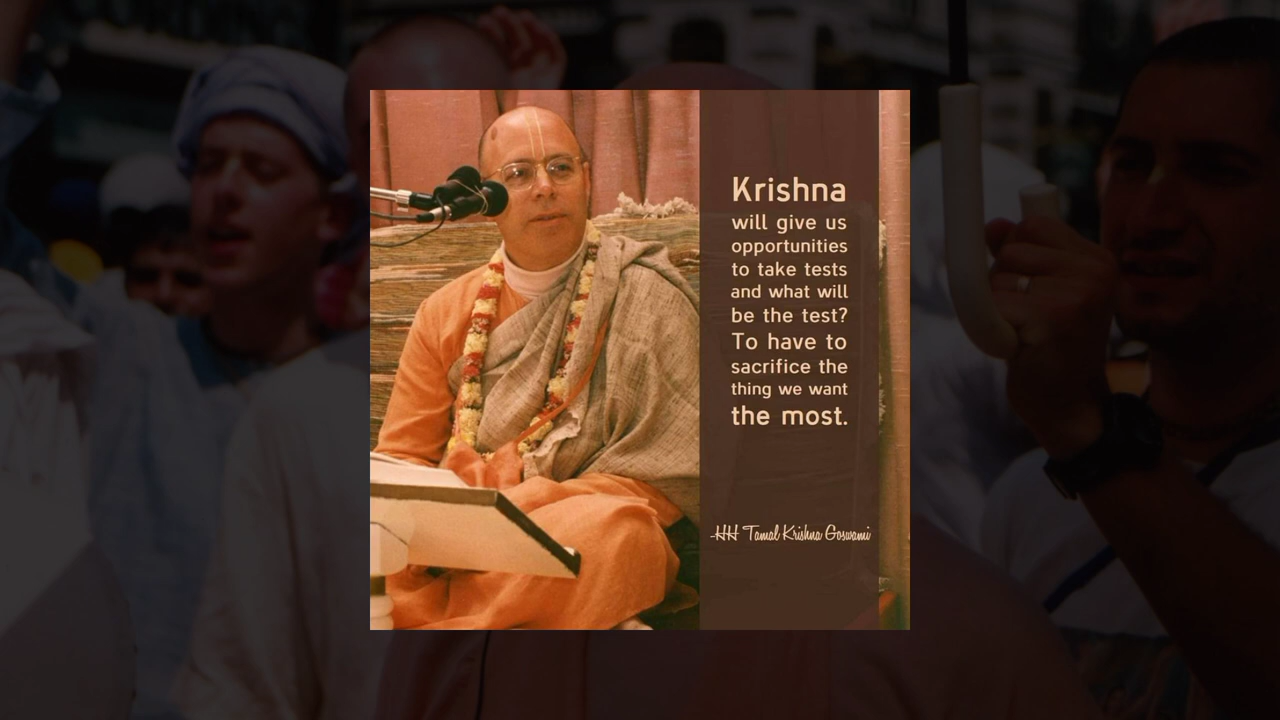 Krishna
will give us
opportunities
to take tests
and what will
be the test?
To have to
sacrifice the
thing we want
the most.
-HH Tamal Krishna Goswami